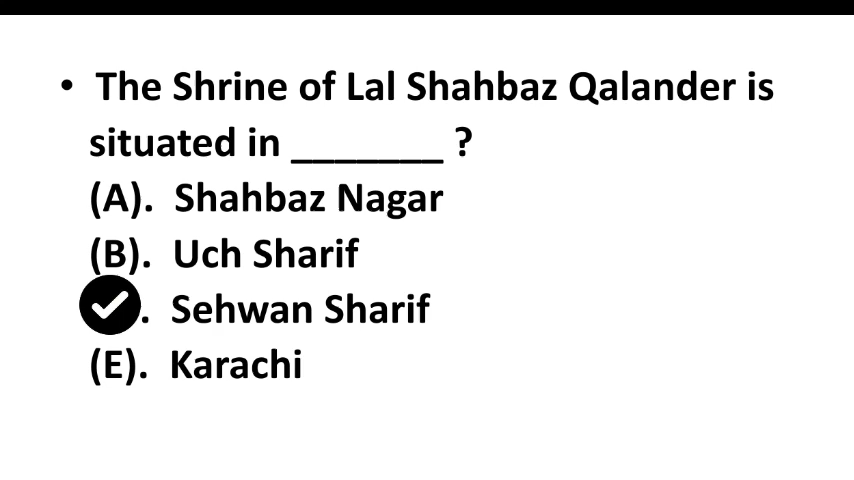 • The Shrine of Lal Shahbaz Qalander is
situated in _______ ?
(A). Shahbaz Nagar
(B). Uch Sharif
. Sehwan Sharif
(E). Karachi